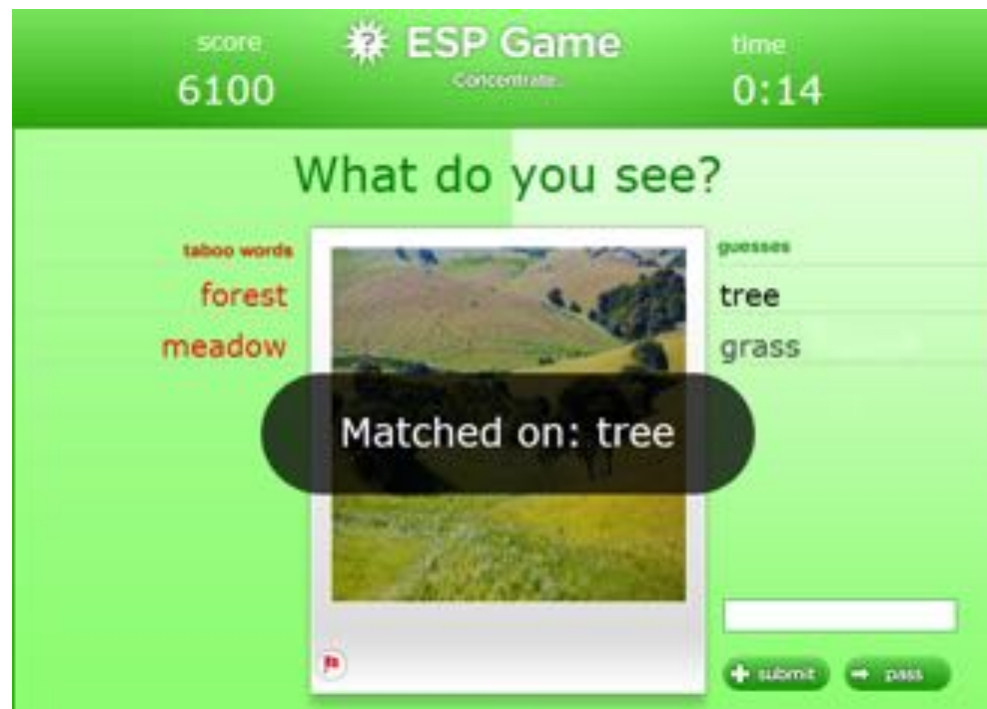 score
6100
ESP Game
Concentrate...
time
0:14
What do you see?
taboo words
forest
meadow
guesses
tree
grass
Matched on: tree
submit
pass